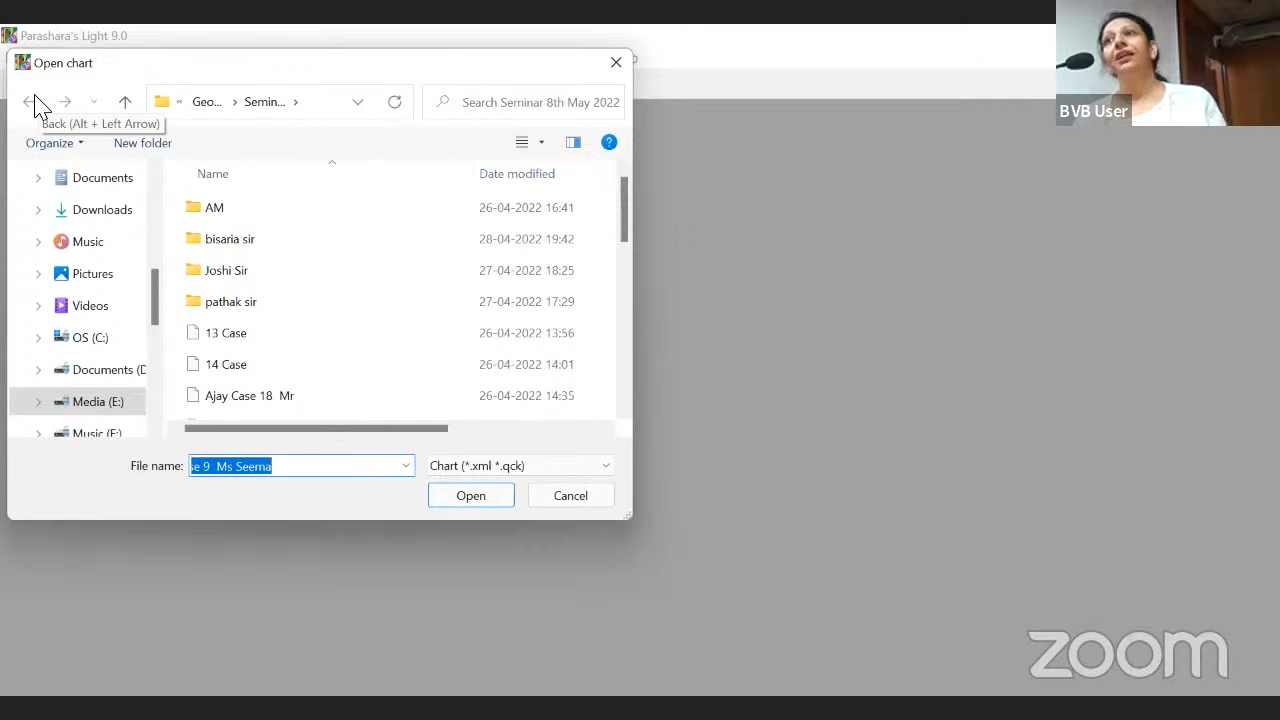 Parashara's Light 9.0
Open chart
« Geo... > Semin... >
Search Seminar 8th May 2022
Back (Alt + Left Arrow)
Organize
New folder
Name
Date modified
Documents
Downloads
Music
Pictures
Videos
OS (C:)
Documents (D
Media (E:)
Music (F:)
AM 26-04-2022 16:41
bisaria sir 28-04-2022 19:42
Joshi Sir 27-04-2022 18:25
pathak sir 27-04-2022 17:29
13 Case 26-04-2022 13:56
14 Case 26-04-2022 14:01
Ajay Case 18 Mr 26-04-2022 14:35
File name:
se 9 Ms Seema
Chart (*.xml *.qck)
Open
Cancel
BVB User
zoom